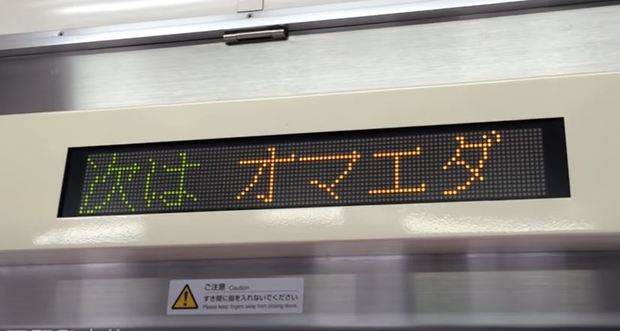 次は オマエダ
ご注意 Caution
すき間に指を入れないでください
Please keep fingers away from closing doors.